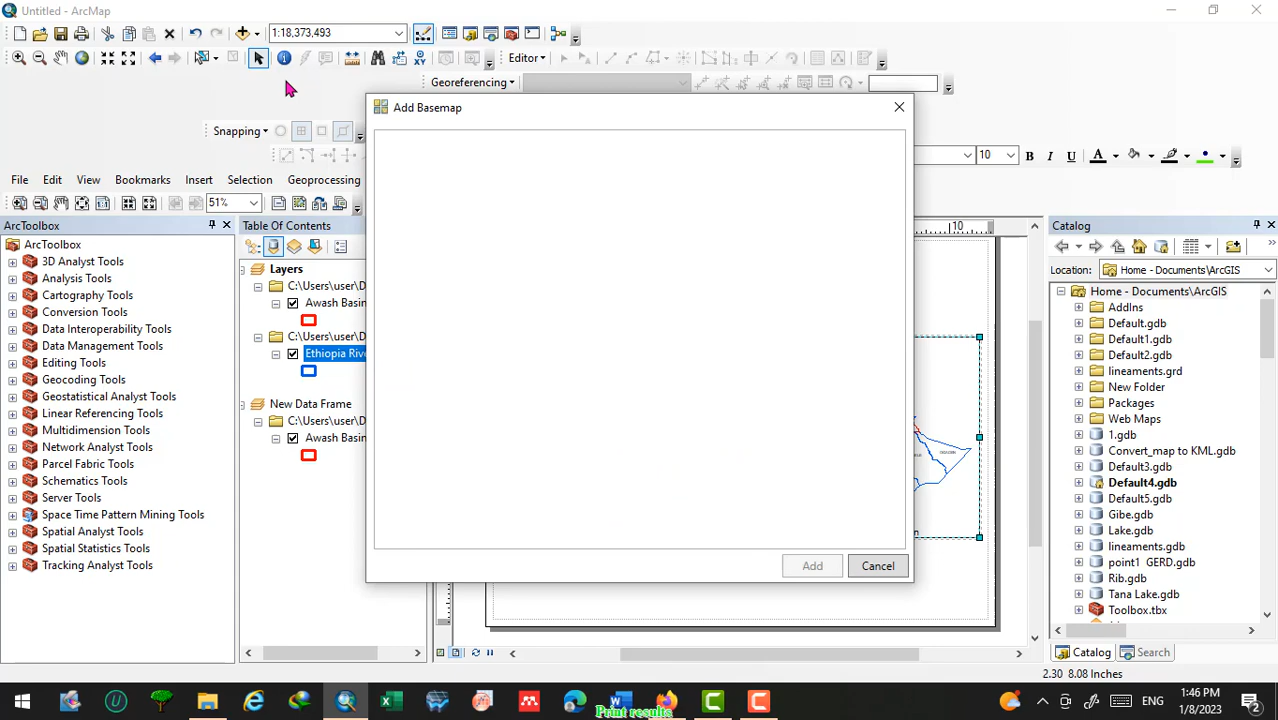 Untitled - ArcMap
1:18,373,493
Editor
Georeferencing
Add Basemap
Snapping
10
File Edit View Bookmarks Insert Selection Geoprocessing
B I U A
51%
ArcToolbox
Table Of Contents
10
Catalog
ArcToolbox
3D Analyst Tools
Analysis Tools
Cartography Tools
Conversion Tools
Data Interoperability Tools
Data Management Tools
Editing Tools
Geocoding Tools
Geostatistical Analyst Tools
Linear Referencing Tools
Multidimension Tools
Network Analyst Tools
Parcel Fabric Tools
Schematics Tools
Server Tools
Space Time Pattern Mining Tools
Spatial Analyst Tools
Spatial Statistics Tools
Tracking Analyst Tools
Layers
C:\Users\user\D
Awash Basin
C:\Users\user\D
Ethiopia Rive
New Data Frame
C:\Users\user\D
Awash Basin
Location: Home - Documents\ArcGIS
Home - Documents\ArcGIS
AddIns
Default.gdb
Default1.gdb
Default2.gdb
lineaments.grd
New Folder
Packages
Web Maps
1.gdb
Convert_map to KML.gdb
Default3.gdb
Default4.gdb
Default5.gdb
Gibe.gdb
Lake.gdb
lineaments.gdb
point1 GERD.gdb
Rib.gdb
Tana Lake.gdb
Toolbox.tbx
Add Cancel
Catalog Search
2.30 8.08 Inches
Print results
ENG
1:46 PM
1/8/2023
2